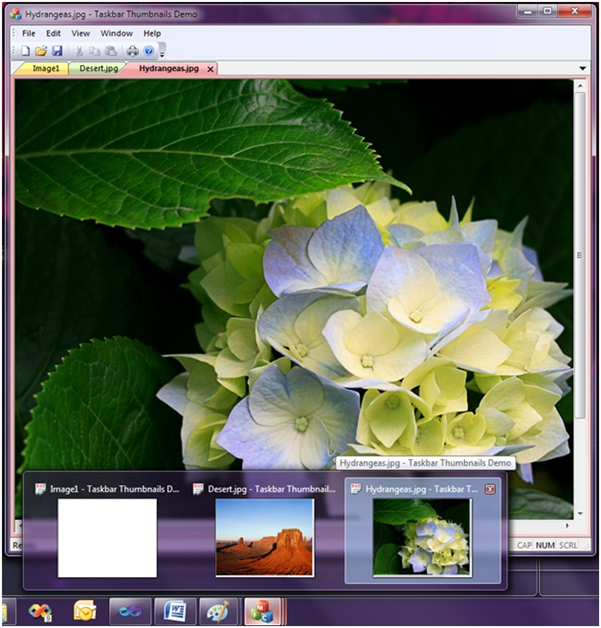 Hydrangeas.jpg - Taskbar Thumbnails Demo
File Edit View Window Help
Image1 Desert.jpg Hydrangeas.jpg
Hydrangeas.jpg - Taskbar Thumbnails Demo
Image1 - Taskbar Thumbnails D... Desert.jpg - Taskbar Thumbnail... Hydrangeas.jpg - Taskbar T...
CAP NUM SCRL